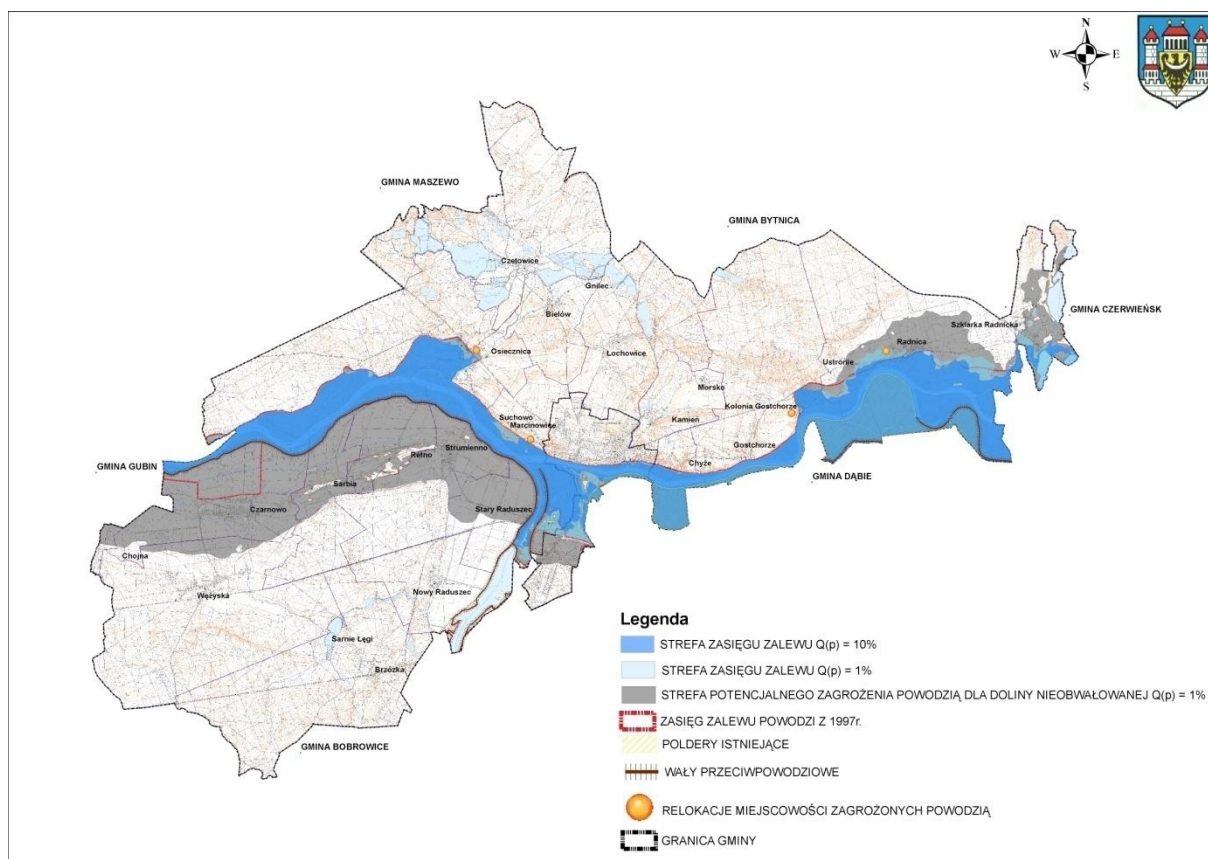 N
W E
S
GMINA MASZEWO
GMINA BYTNICA
Czetowice
Gnilec
GMINA CZERWIEŃSK
Bielów
Szklarka Radnicka
Radnica
Osiecznica
Łochowice
Ustronie
Morsko
Kolonia Gostchorze
Suchowo
Marcinowice
Kamień
Gostchorze
Strumienno
Retno
Chyże
GMINA GUBIN
GMINA DĄBIE
Sarbia
Czarnowo
Stary Raduszec
Chojna
Wężyska
Nowy Raduszec
Sarnie Łęgi
Brzózka
GMINA BOBROWICE
Legenda
STREFA ZASIĘGU ZALEWU Q(p) = 10%
STREFA ZASIĘGU ZALEWU Q(p) = 1%
STREFA POTENCJALNEGO ZAGROŻENIA POWODZIĄ DLA DOLINY NIEOBWAŁOWANEJ Q(p) = 1%
ZASIĘG ZALEWU POWODZI Z 1997r.
POLDERY ISTNIEJĄCE
WAŁY PRZECIWPOWODZIOWE
RELOKACJE MIEJSCOWOŚCI ZAGROŻONYCH POWODZIĄ
GRANICA GMINY